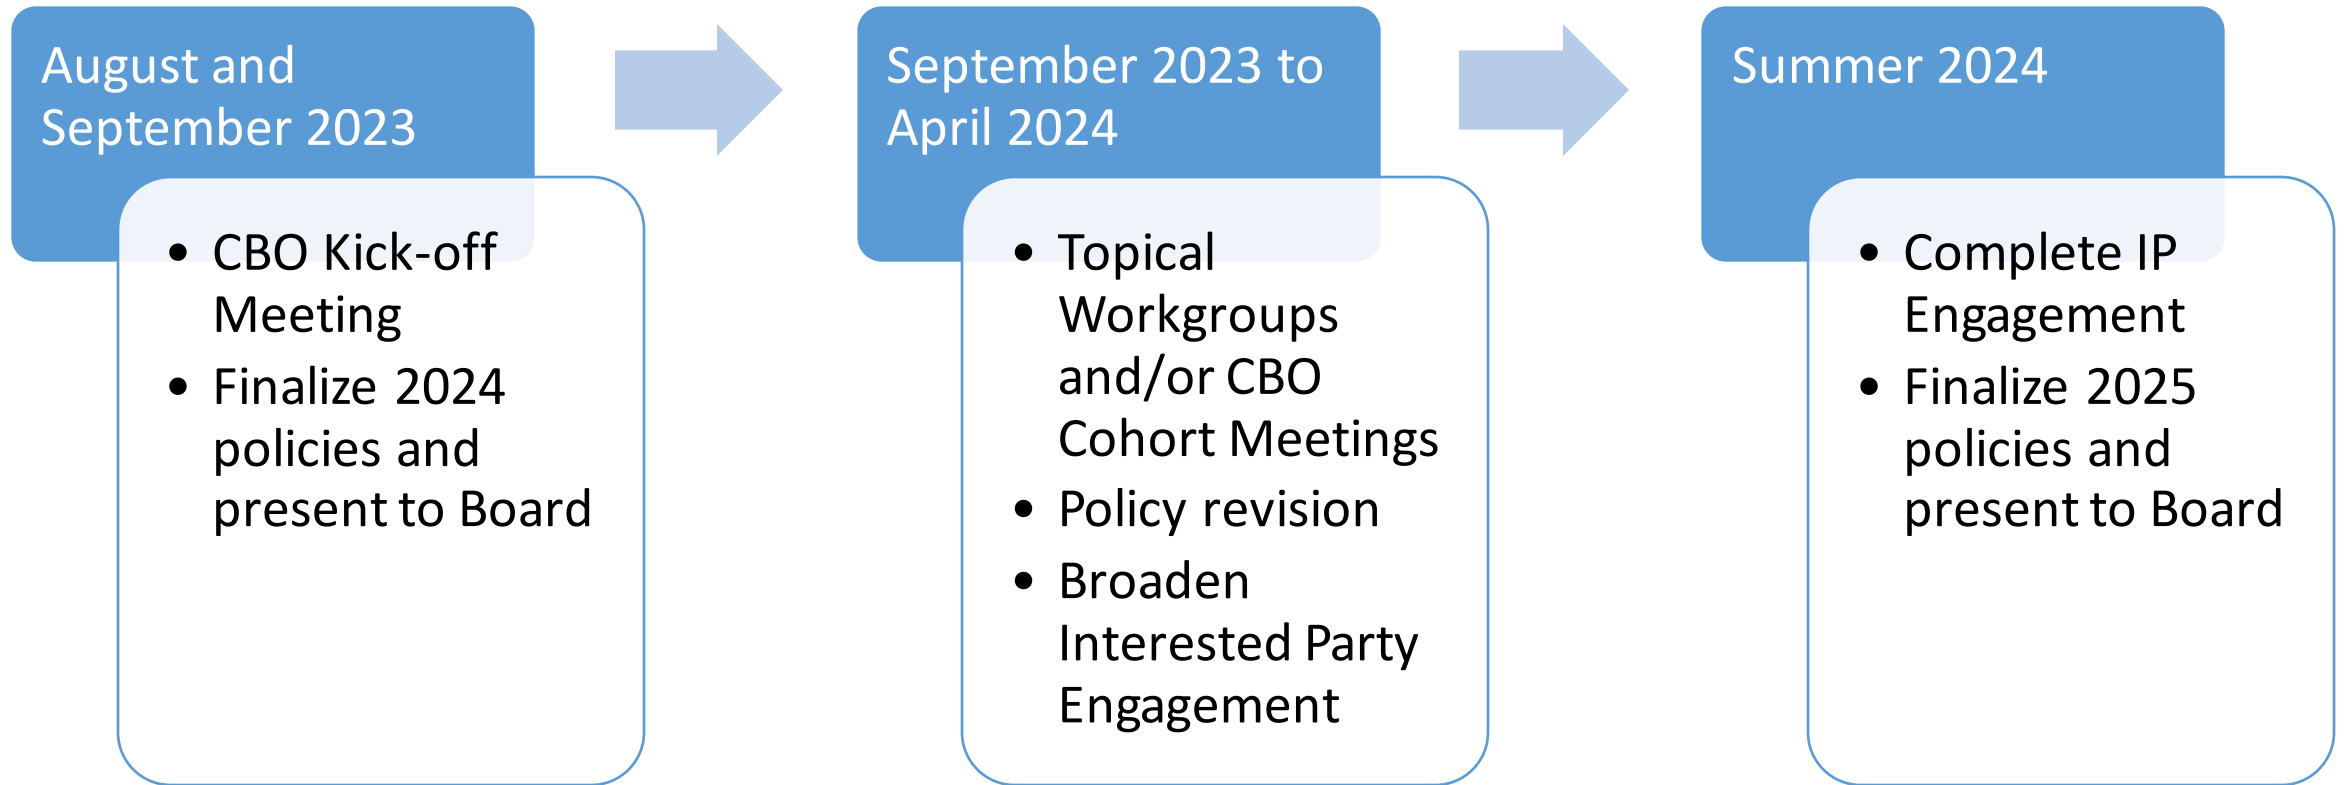 August and
September 2023
• CBO Kick-off
Meeting
• Finalize 2024
policies and
present to Board
September 2023 to
April 2024
• Topical
Workgroups
and/or CBO
Cohort Meetings
• Policy revision
• Broaden
Interested Party
Engagement
Summer 2024
• Complete IP
Engagement
• Finalize 2025
policies and
present to Board